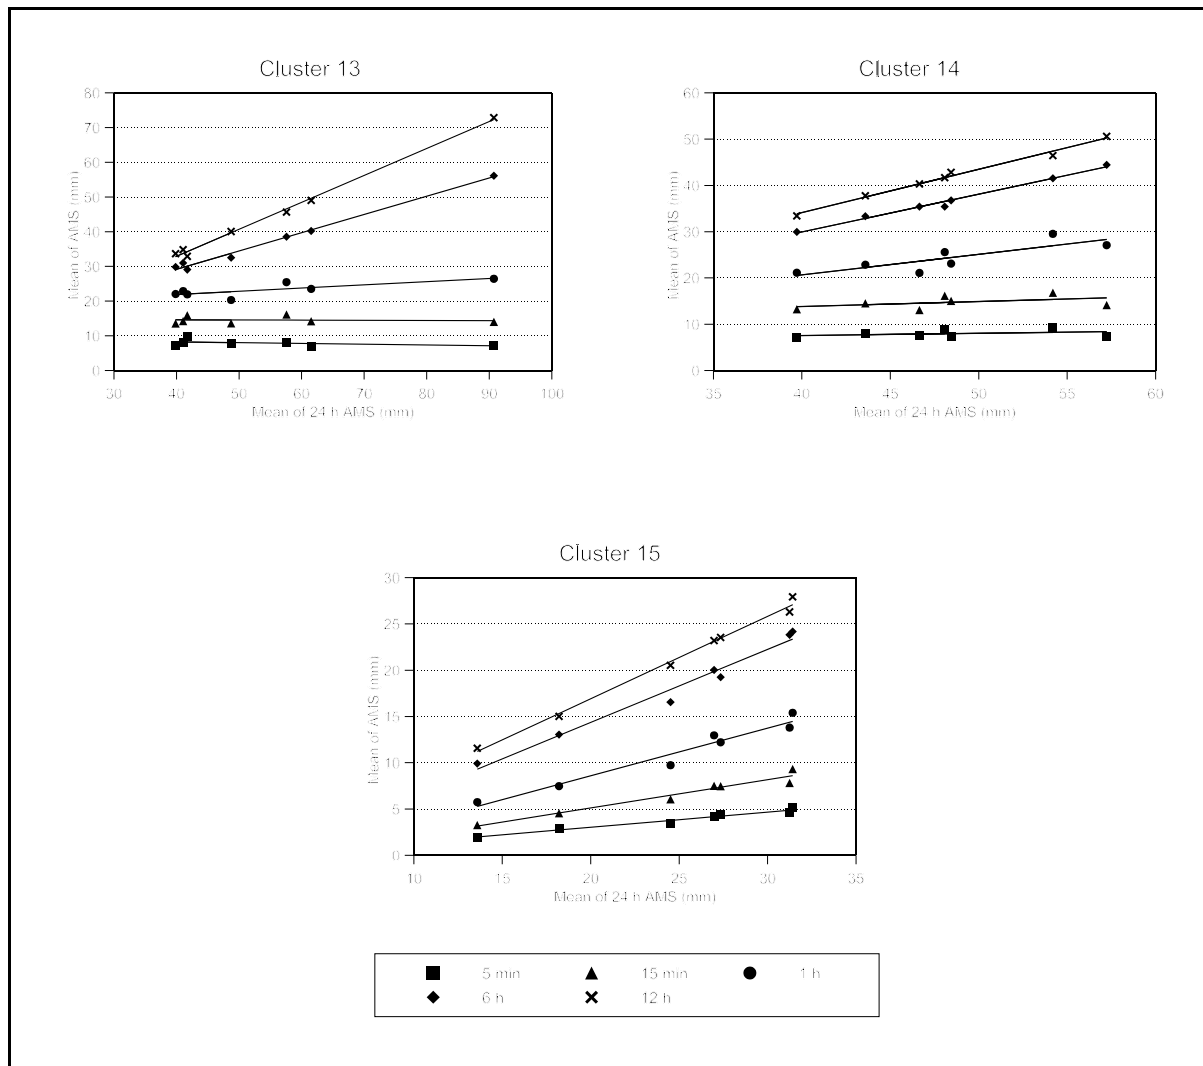 Cluster 13
80
70
60
50
40
30
20
10
0
30 40 50 60 70 80 90 100
Mean of AMS (mm)
Mean of 24 h AMS (mm)
Cluster 14
60
50
40
30
20
10
0
35 40 45 50 55 60
Mean of AMS (mm)
Mean of 24 h AMS (mm)
Cluster 15
30
25
20
15
10
5
0
10 15 20 25 30 35
Mean of AMS (mm)
Mean of 24 h AMS (mm)
5 min 15 min 1 h
6 h 12 h